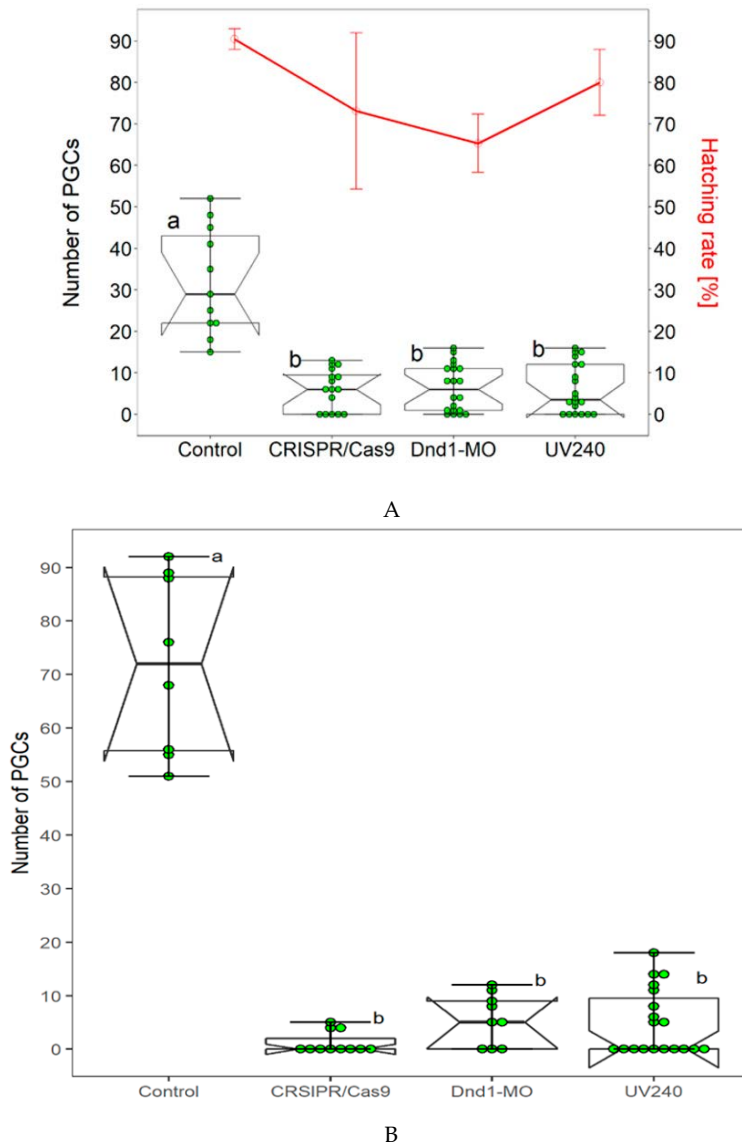 90
80
70
60
50
40
30
20
10
0
Number of PGCs
a
b
b
b
90
80
70
60
50
40
30
20
10
0
Hatching rate [%]
Control CRISPR/Cas9 Dnd1-MO UV240
A
90
80
70
60
50
40
30
20
10
0
Number of PGCs
a
b
b
b
Control CRSIPR/Cas9 Dnd1-MO UV240
B